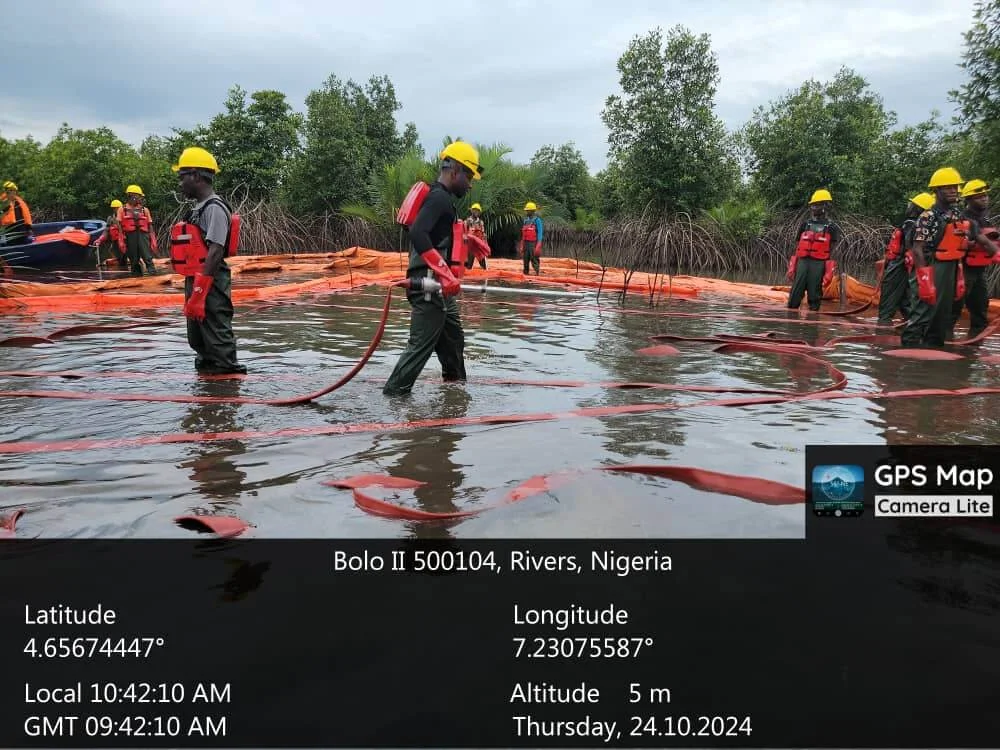 GPS Map
Camera Lite
Bolo II 500104, Rivers, Nigeria
Latitude
4.65674447°
Longitude
7.23075587°
Local 10:42:10 AM
GMT 09:42:10 AM
Altitude 5 m
Thursday, 24.10.2024